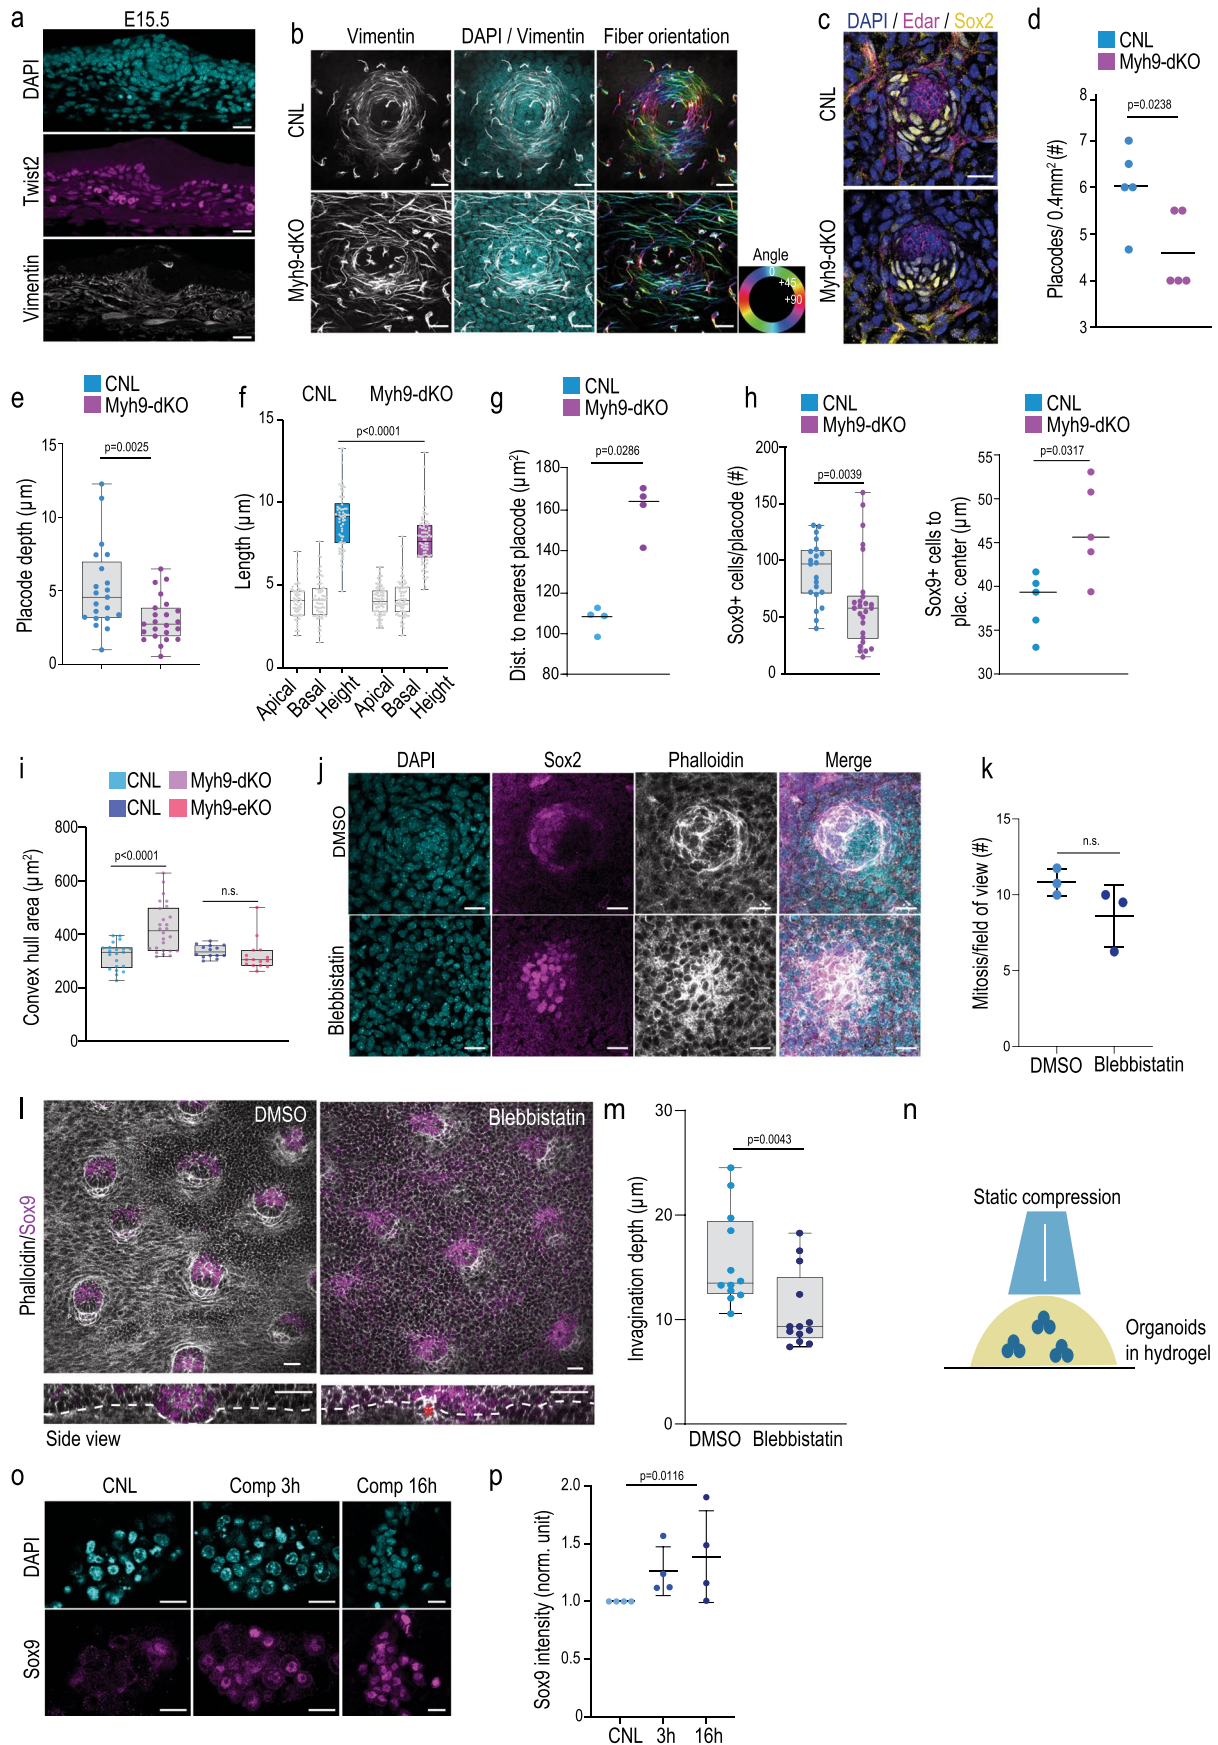 a
E15.5
DAPI
Twist2
Vimentin
b
Vimentin
DAPI / Vimentin
Fiber orientation
CNL
Myh9-dKO
Angle
0
+45
+90
c
DAPI / Edar / Sox2
CNL
Myh9-dKO
d
CNL
Myh9-dKO
p=0.0238
Placodes/ 0.4mm² (#)
8
7
6
5
4
3
e
CNL
Myh9-dKO
p=0.0025
Placode depth (µm)
15
10
5
0
f
CNL
Myh9-dKO
p<0.0001
Length (µm)
15
10
5
0
Apical
Basal
Height
Apical
Basal
Height
g
CNL
Myh9-dKO
p=0.0286
Dist. to nearest placode (µm²)
180
160
140
120
100
80
h
CNL
Myh9-dKO
p=0.0039
Sox9+ cells/placode (#)
200
150
100
50
0
CNL
Myh9-dKO
p=0.0317
Sox9+ cells to
plac. center (µm)
55
50
45
40
35
30
i
CNL
Myh9-dKO
CNL
Myh9-eKO
p<0.0001
n.s.
Convex hull area (µm²)
800
600
400
200
0
j
DAPI
Sox2
Phalloidin
Merge
DMSO
Blebbistatin
k
n.s.
Mitosis/field of view (#)
15
10
5
0
DMSO
Blebbistatin
l
DMSO
Blebbistatin
Phalloidin/Sox9
*
Side view
m
p=0.0043
Invagination depth (µm)
30
20
10
0
DMSO
Blebbistatin
n
Static compression
Organoids
in hydrogel
o
CNL
Comp 3h
Comp 16h
DAPI
Sox9
p
p=0.0116
Sox9 intensity (norm. unit)
2.0
1.5
1.0
0.5
0
CNL
3h
16h